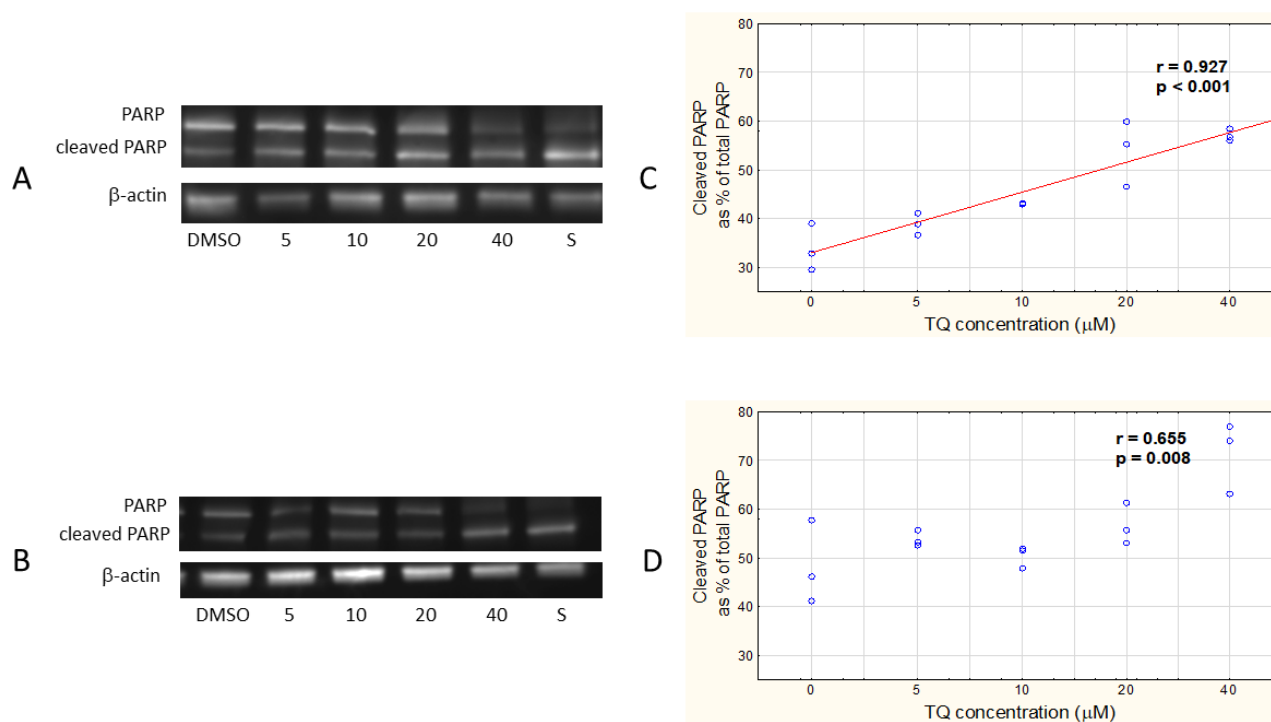 A
PARP
cleaved PARP
β-actin
DMSO 5 10 20 40 S
C
80
70
60
50
40
30
Cleaved PARP
as % of total PARP
r = 0.927
p < 0.001
0 5 10 20 40
TQ concentration (μM)
B
PARP
cleaved PARP
β-actin
DMSO 5 10 20 40 S
D
80
70
60
50
40
30
Cleaved PARP
as % of total PARP
r = 0.655
p = 0.008
0 5 10 20 40
TQ concentration (μM)